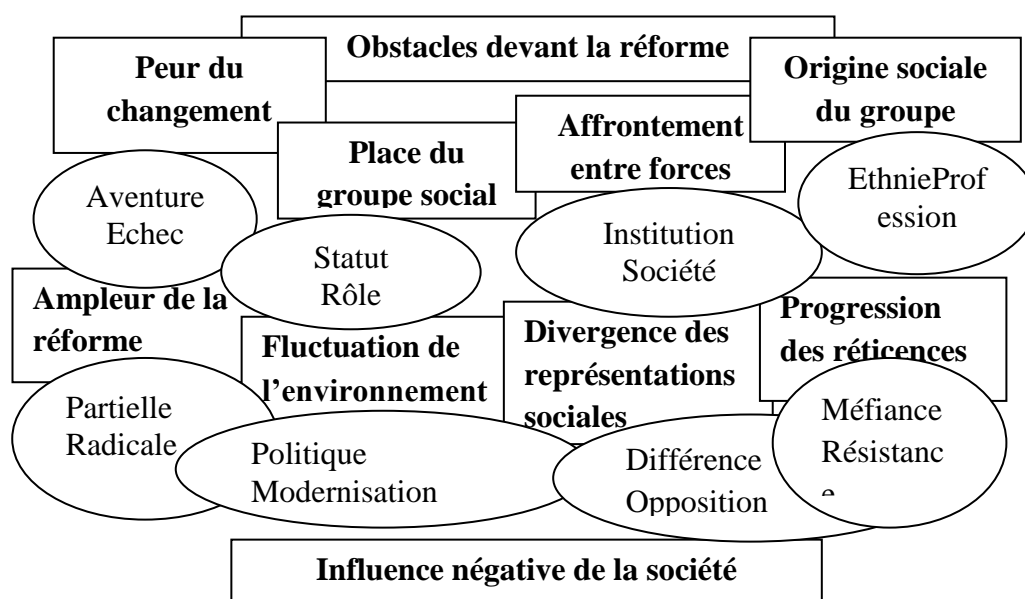 Obstacles devant la réforme
Peur du
changement
Origine sociale
du groupe
Affrontement
entre forces
Place du
groupe social
Aventure
Echec
EthnieProf
ession
Institution
Société
Statut
Rôle
Ampleur de la
réforme
Fluctuation de
l’environnement
Divergence des
représentations
sociales
Progression
des réticences
Partielle
Radicale
Politique
Modernisation
Différence
Opposition
Méfiance
Résistanc
e
Influence négative de la société